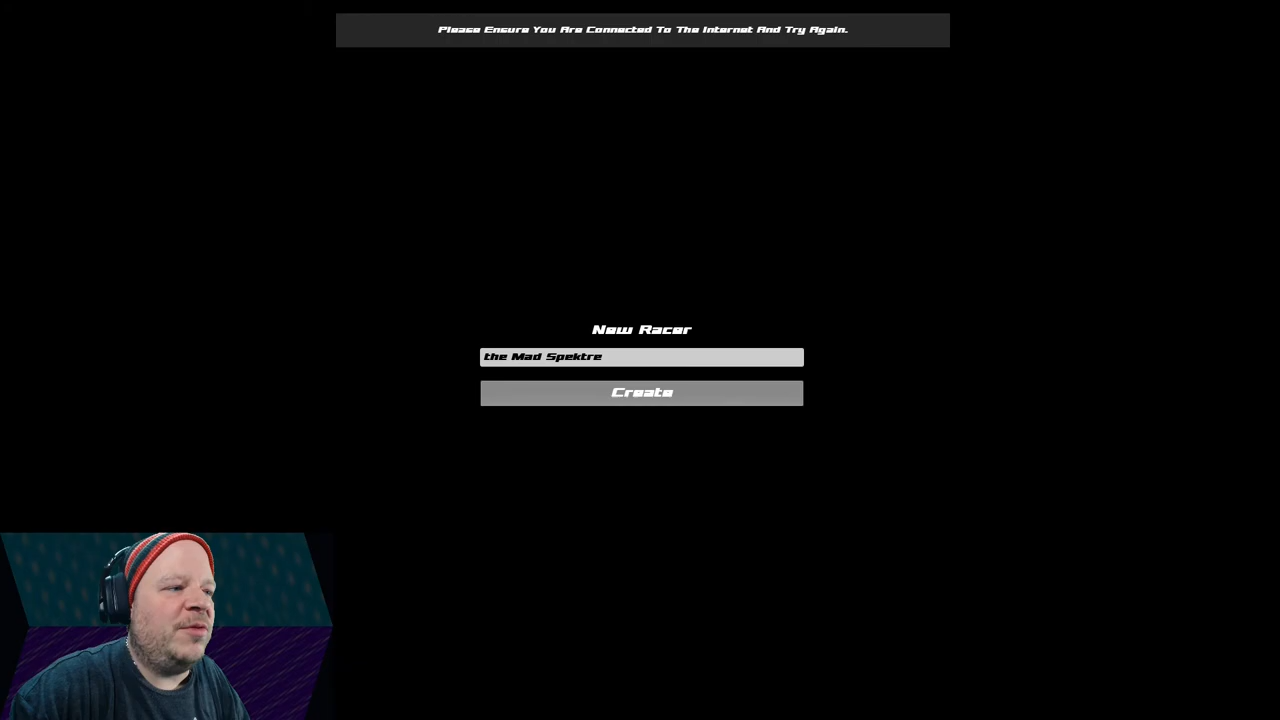 Please Ensure You Are Connected To The Internet And Try Again.
New Racer
the Mad Spektre
Create